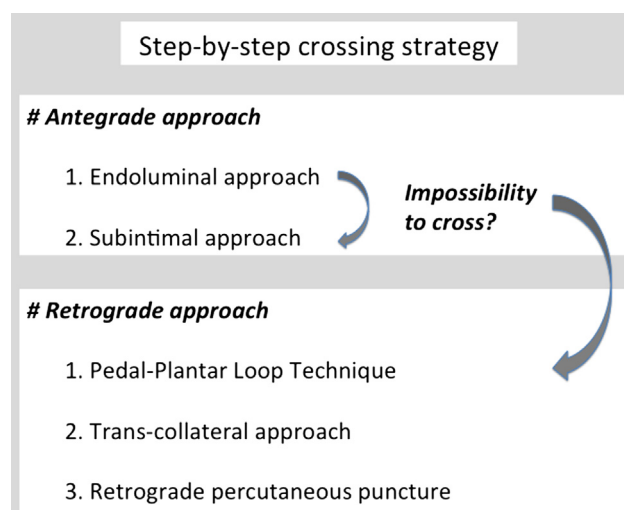 Step-by-step crossing strategy
# Antegrade approach
1. Endoluminal approach
2. Subintimal approach
Impossibility
to cross?
# Retrograde approach
1. Pedal-Plantar Loop Technique
2. Trans-collateral approach
3. Retrograde percutaneous puncture